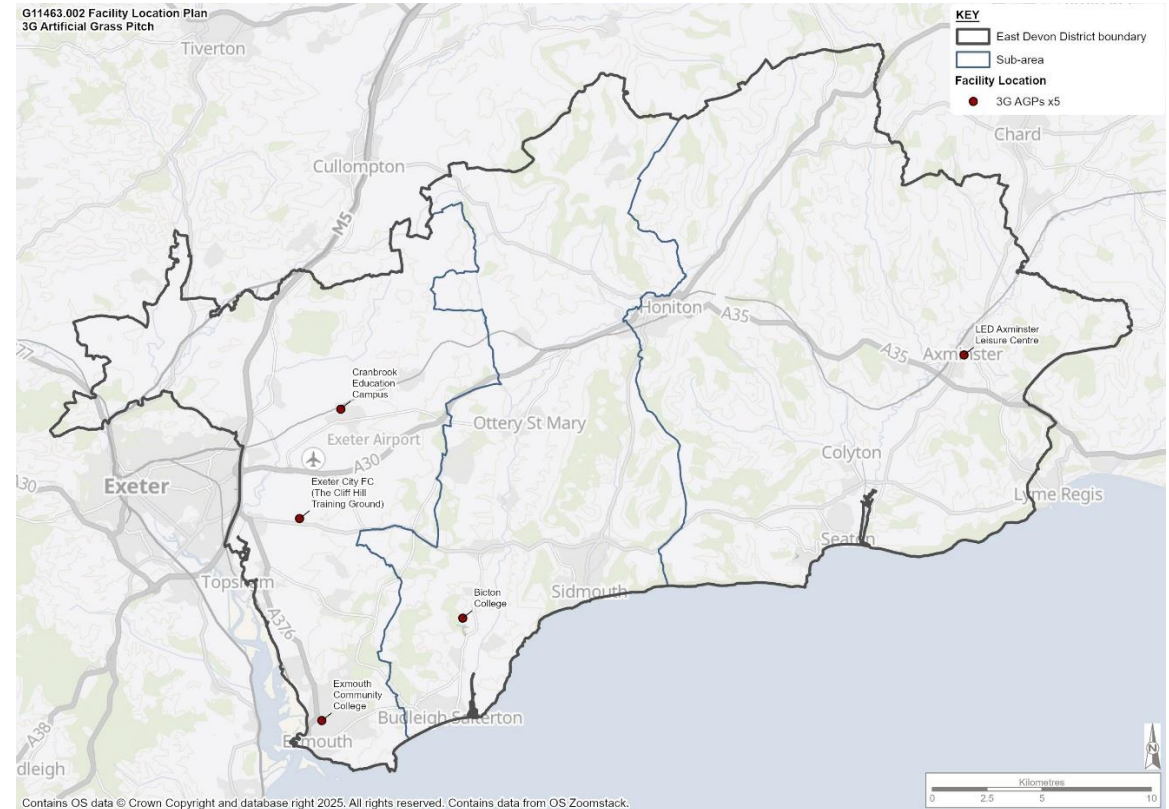 G11463.002 Facility Location Plan
3G Artificial Grass Pitch
KEY
East Devon District boundary
Sub-area
Facility Location
3G AGPs x5
Tiverton
Cullompton
M5
Chard
Honiton
A35
LED Axminster
Leisure Centre
Axminster
A35
Cranbrook
Education
Campus
Ottery St Mary
Exeter Airport
A30
Colyton
Exeter
A30
Exeter City FC
(The Cliff Hill
Training Ground)
Lyme Regis
Seaton
Topsham
A376
Bicton
College
Sidmouth
Exmouth
Community
College
Budleigh Salterton
Exmouth
A38
dleigh
N
Kilometres
0 2.5 5 10
Contains OS data © Crown Copyright and database right 2025. All rights reserved. Contains data from OS Zoomstack.